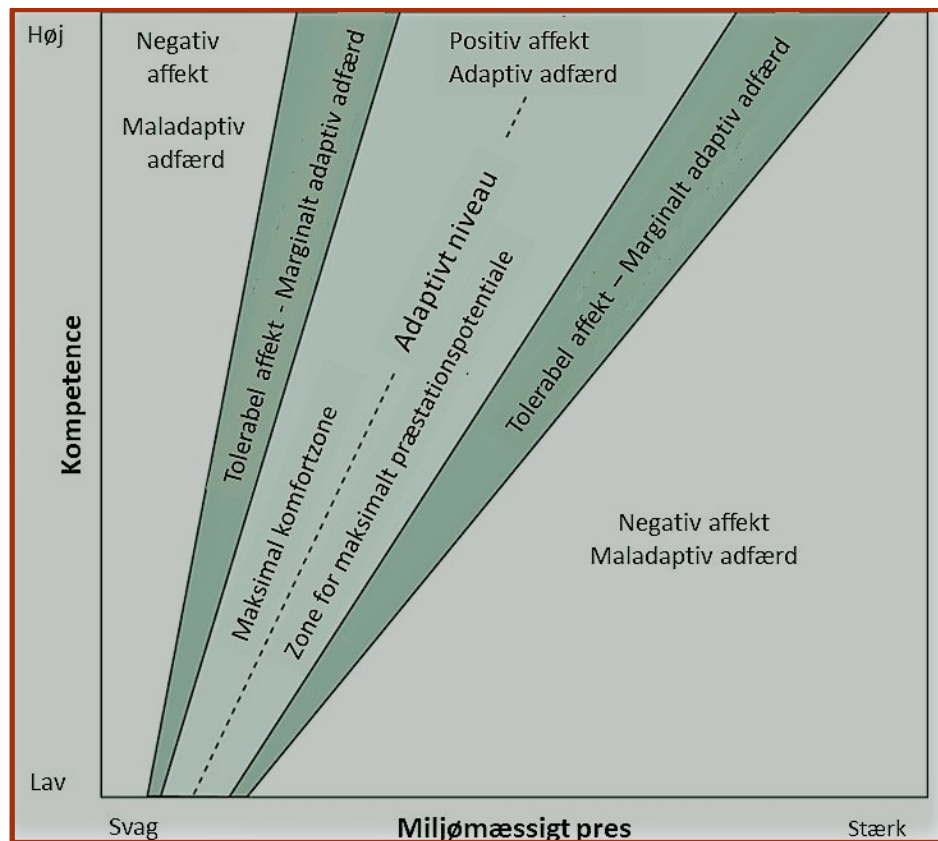 Høj
Negativ
affekt
Maladaptiv
adfærd
Tolerabel affekt - Marginalt adaptiv adfærd
Positiv affekt
Adaptiv adfærd
Maksimal komfortzone
Adaptivt niveau
Zone for maksimalt præstationspotentiale
Tolerabel affekt – Marginalt adaptiv adfærd
Negativ affekt
Maladaptiv adfærd
Kompetence
Lav
Svag
Miljømæssigt pres
Stærk